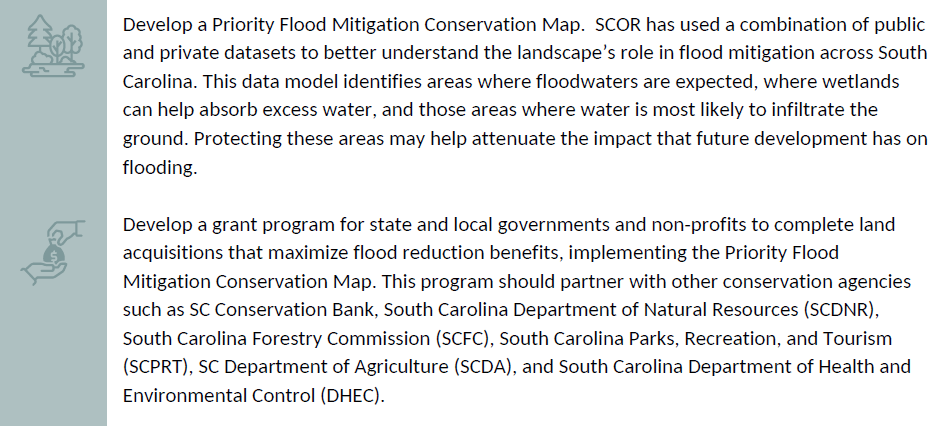 Develop a Priority Flood Mitigation Conservation Map.  SCOR has used a combination of public
and private datasets to better understand the landscape’s role in flood mitigation across South
Carolina. This data model identifies areas where floodwaters are expected, where wetlands
can help absorb excess water, and those areas where water is most likely to infiltrate the
ground. Protecting these areas may help attenuate the impact that future development has on
flooding.
Develop a grant program for state and local governments and non-profits to complete land
acquisitions that maximize flood reduction benefits, implementing the Priority Flood
Mitigation Conservation Map. This program should partner with other conservation agencies
such as SC Conservation Bank, South Carolina Department of Natural Resources (SCDNR),
South Carolina Forestry Commission (SCFC), South Carolina Parks, Recreation, and Tourism
(SCPRT), SC Department of Agriculture (SCDA), and South Carolina Department of Health and
Environmental Control (DHEC).